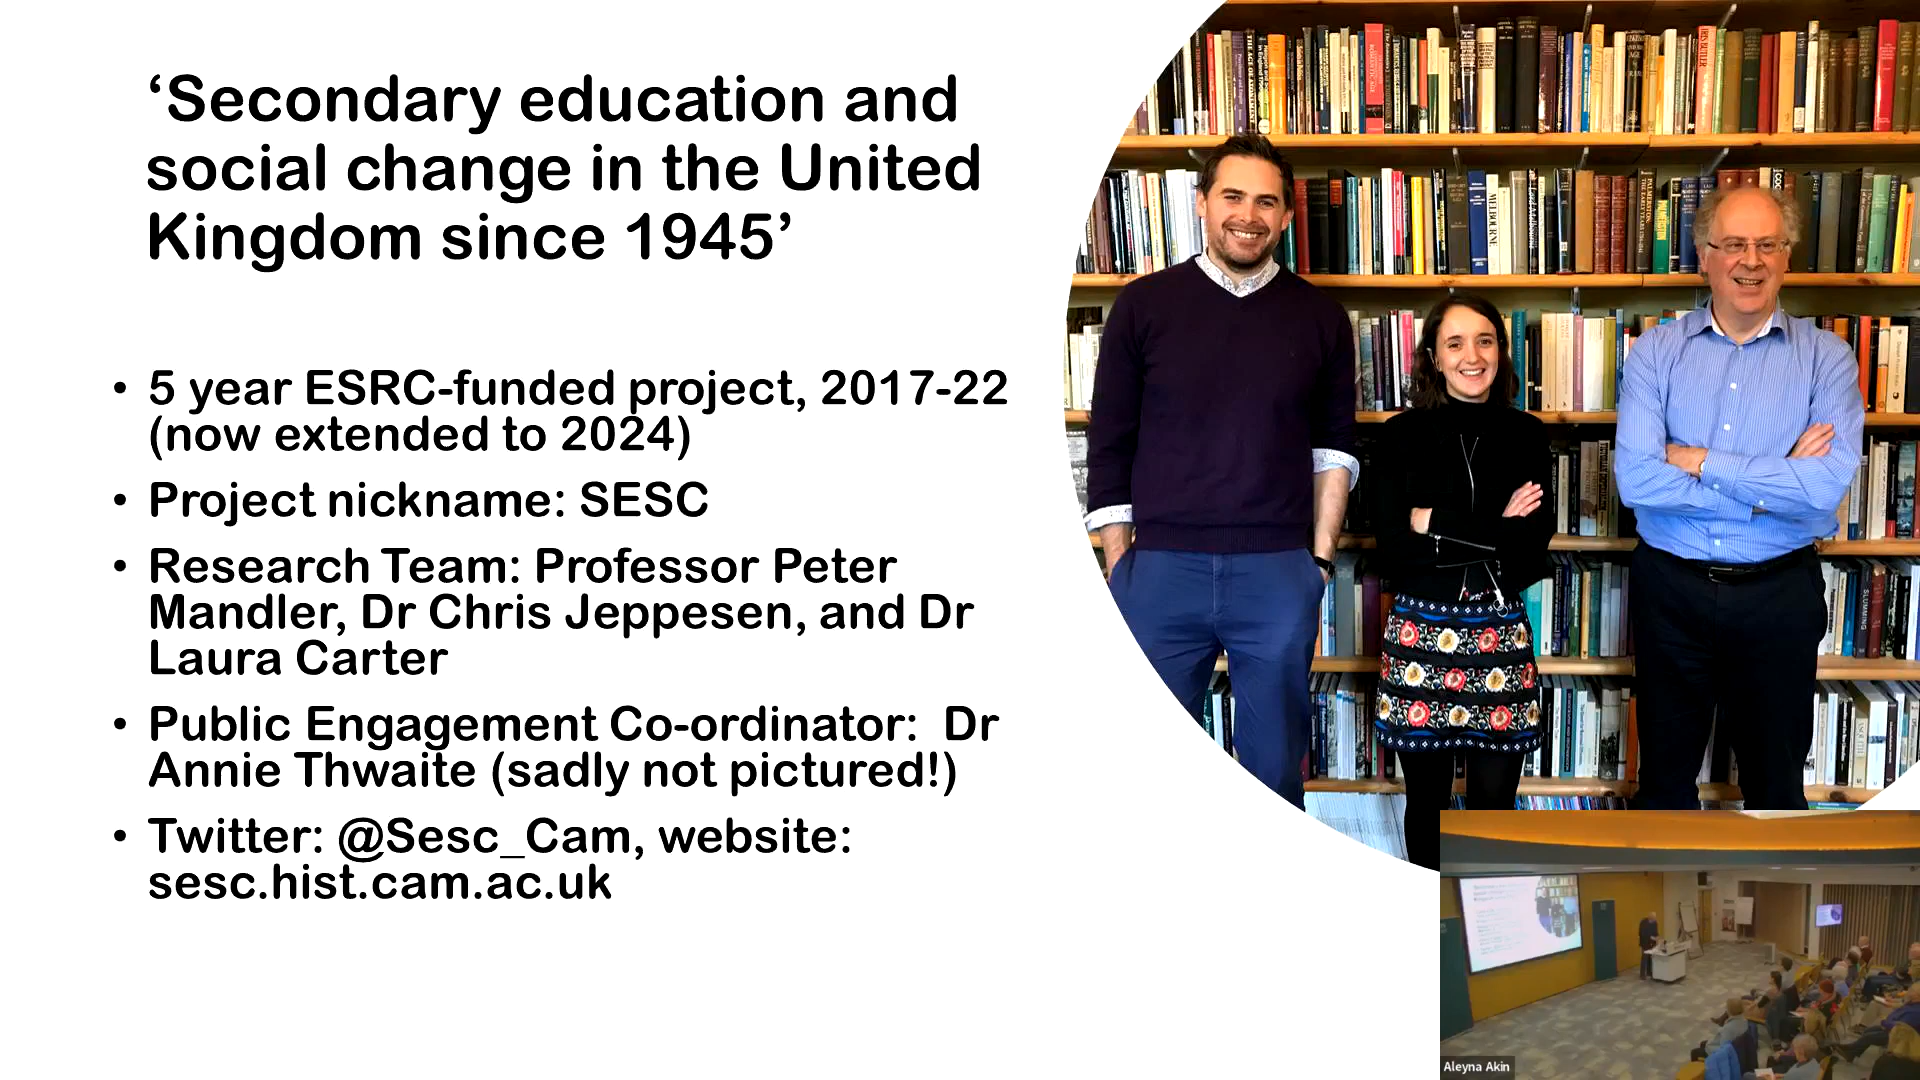 ‘Secondary education and
social change in the United
Kingdom since 1945’
• 5 year ESRC-funded project, 2017-22
(now extended to 2024)
• Project nickname: SESC
• Research Team: Professor Peter
Mandler, Dr Chris Jeppesen, and Dr
Laura Carter
• Public Engagement Co-ordinator:  Dr
Annie Thwaite (sadly not pictured!)
• Twitter: @Sesc_Cam, website:
sesc.hist.cam.ac.uk
MELBOURNE
SLUMMING
Aleyna Akin